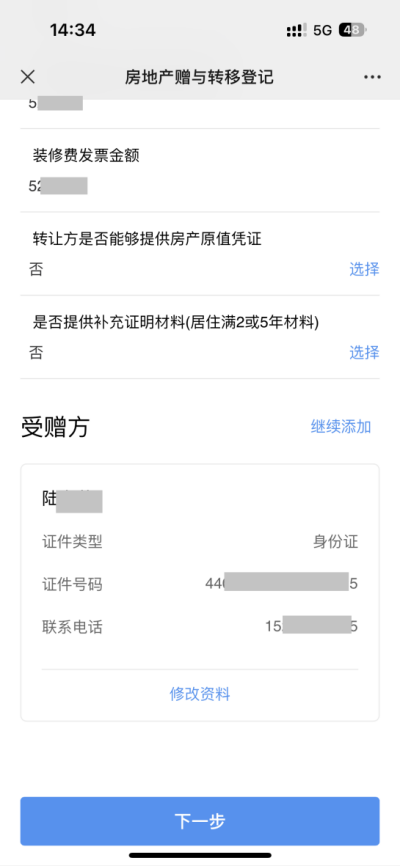 14:34
5G 48
房地产赠与转移登记
5
装修费发票金额
52
转让方是否能够提供房产原值凭证
否 选择
是否提供补充证明材料(居住满2或5年材料)
否 选择
受赠方 继续添加
陆
证件类型 身份证
证件号码 440 5
联系电话 15 5
修改资料
下一步